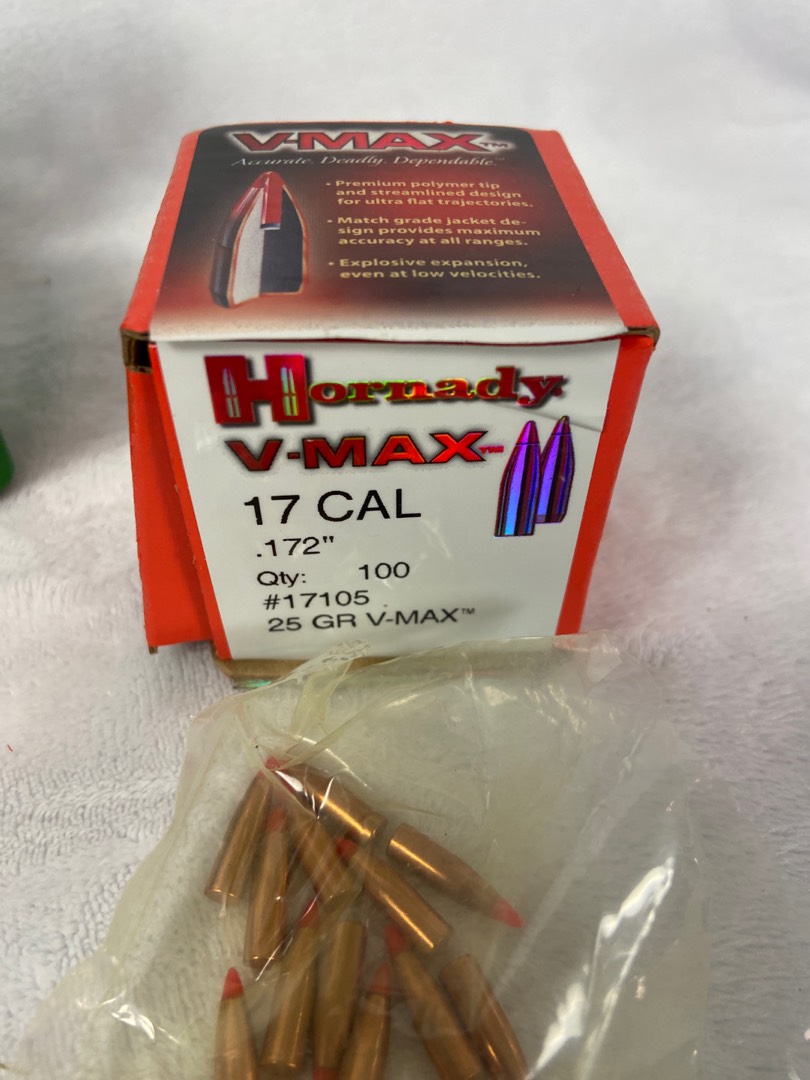 V-MAX™
Accurate. Deadly. Dependable.™
• Premium polymer tip
and streamlined design
for ultra flat trajectories.
• Match grade jacket de-
sign provides maximum
accuracy at all ranges.
• Explosive expansion,
even at low velocities.
Hornady
V-MAX™
17 CAL
.172"
Qty: 100
#17105
25 GR V-MAX™